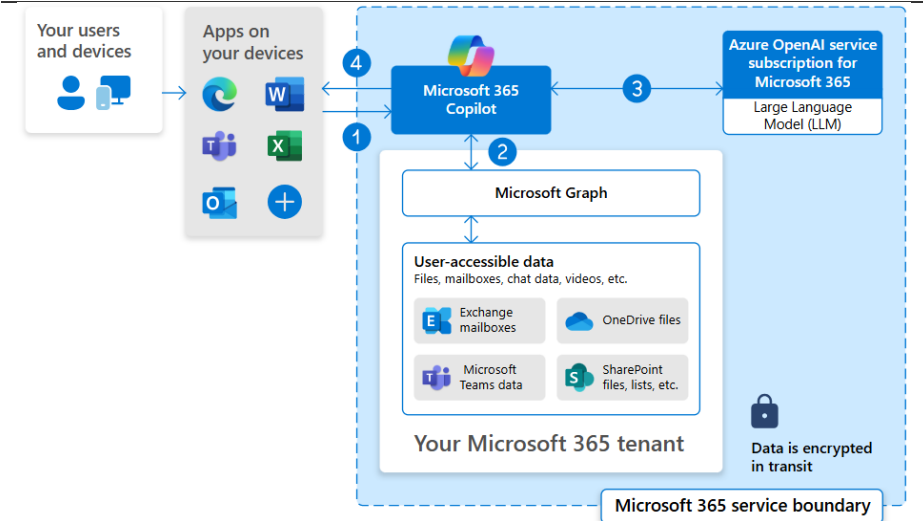 Your users
and devices
Apps on
your devices
W
T
X
O
4
1
Microsoft 365
Copilot
3
Azure OpenAI service
subscription for
Microsoft 365
Large Language
Model (LLM)
2
Microsoft Graph
User-accessible data
Files, mailboxes, chat data, videos, etc.
E
Exchange
mailboxes
OneDrive files
T
Microsoft
Teams data
S
SharePoint
files, lists, etc.
Your Microsoft 365 tenant
Data is encrypted
in transit
Microsoft 365 service boundary